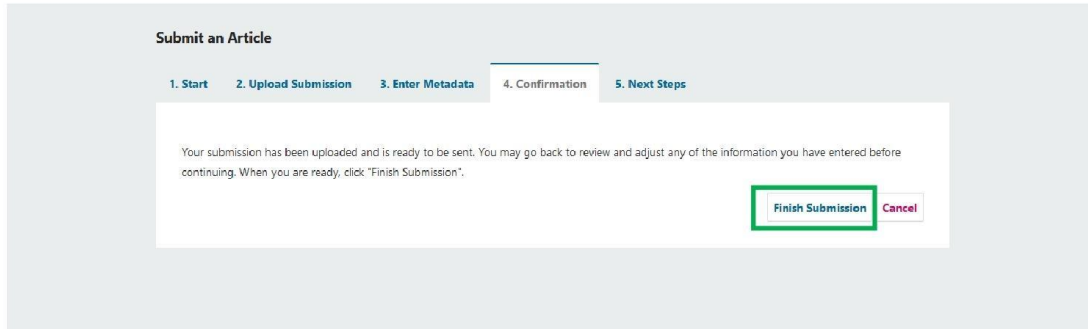 Submit an Article
1. Start 2. Upload Submission 3. Enter Metadata 4. Confirmation 5. Next Steps
Your submission has been uploaded and is ready to be sent. You may go back to review and adjust any of the information you have entered before
continuing. When you are ready, click "Finish Submission".
Finish Submission Cancel